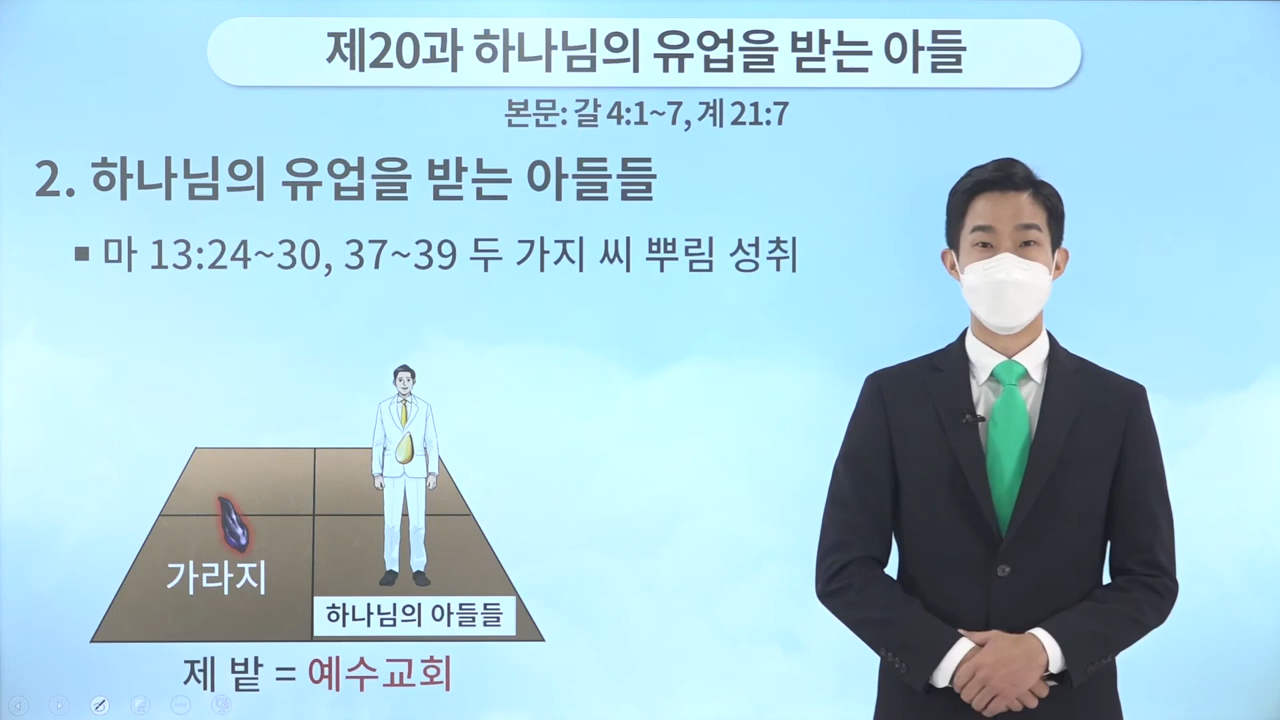 제20과 하나님의 유업을 받는 아들
본문: 갈 4:1~7, 계 21:7
2. 하나님의 유업을 받는 아들들
▪ 마 13:24~30, 37~39 두 가지 씨 뿌림 성취
가라지
하나님의 아들들
제 밭 = 예수교회